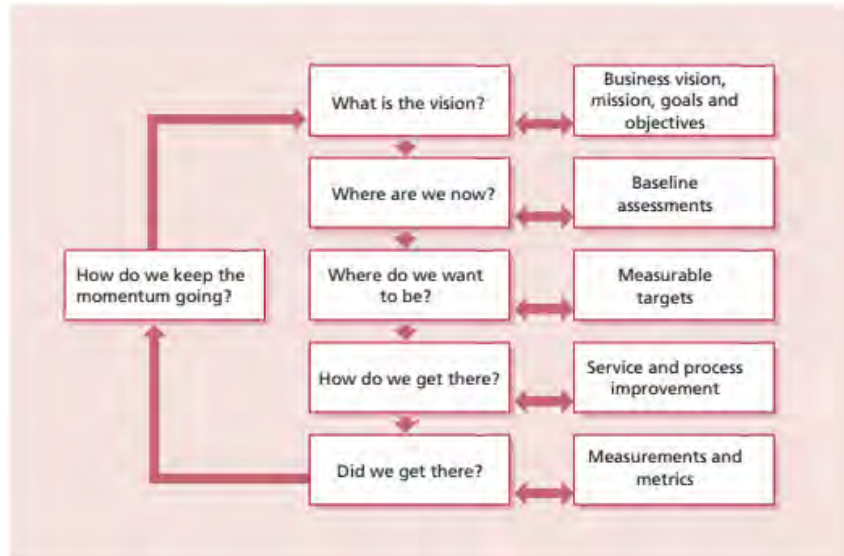 What is the vision?
Business vision,
mission, goals and
objectives
Where are we now?
Baseline
assessments
How do we keep the
momentum going?
Where do we want
to be?
Measurable
targets
How do we get there?
Service and process
improvement
Did we get there?
Measurements and
metrics